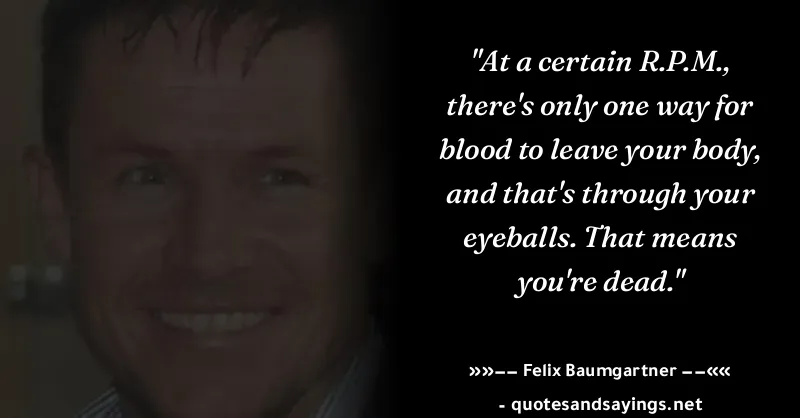 "At a certain R.P.M.,
there's only one way for
blood to leave your body,
and that's through your
eyeballs. That means
you're dead."
»»−− Felix Baumgartner −−««
- quotesandsayings.net